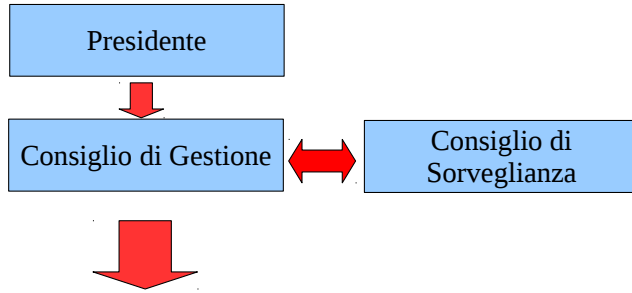 Presidente
Consiglio di Gestione
Consiglio di
Sorveglianza